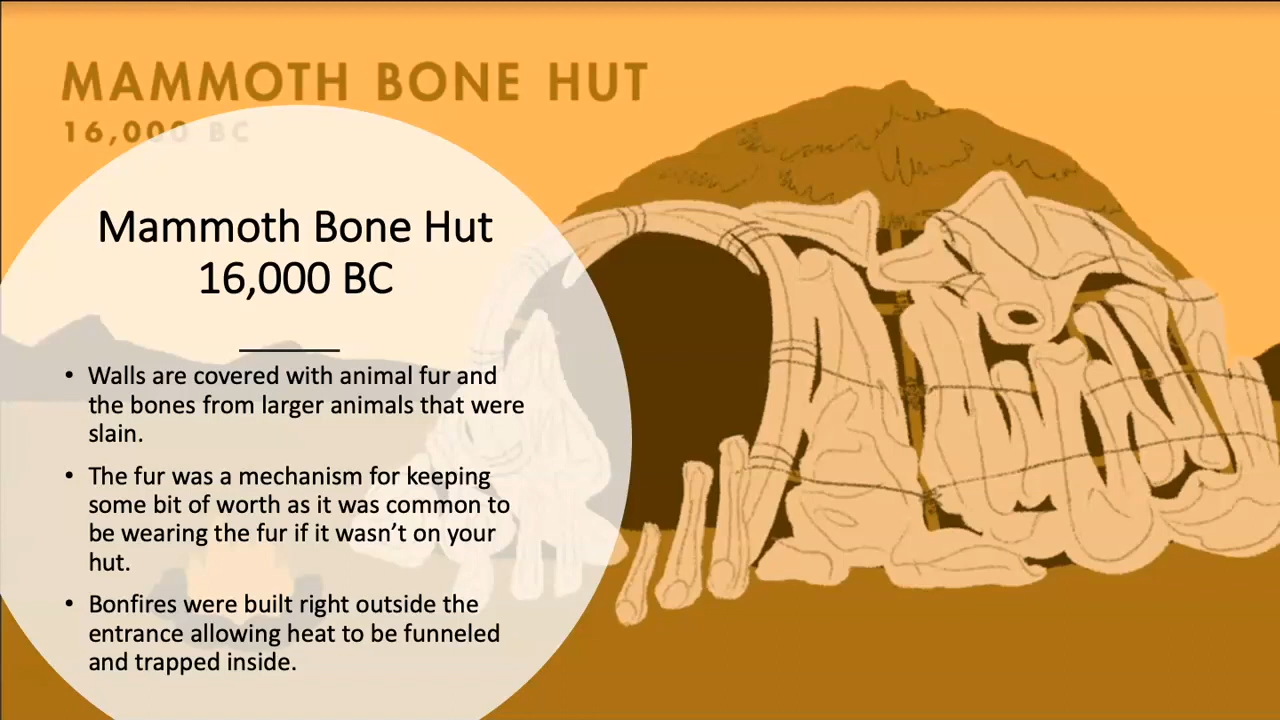 MAMMOTH BONE HUT
16,000 BC
Mammoth Bone Hut
16,000 BC
• Walls are covered with animal fur and
the bones from larger animals that were
slain.
• The fur was a mechanism for keeping
some bit of worth as it was common to
be wearing the fur if it wasn’t on your
hut.
• Bonfires were built right outside the
entrance allowing heat to be funneled
and trapped inside.